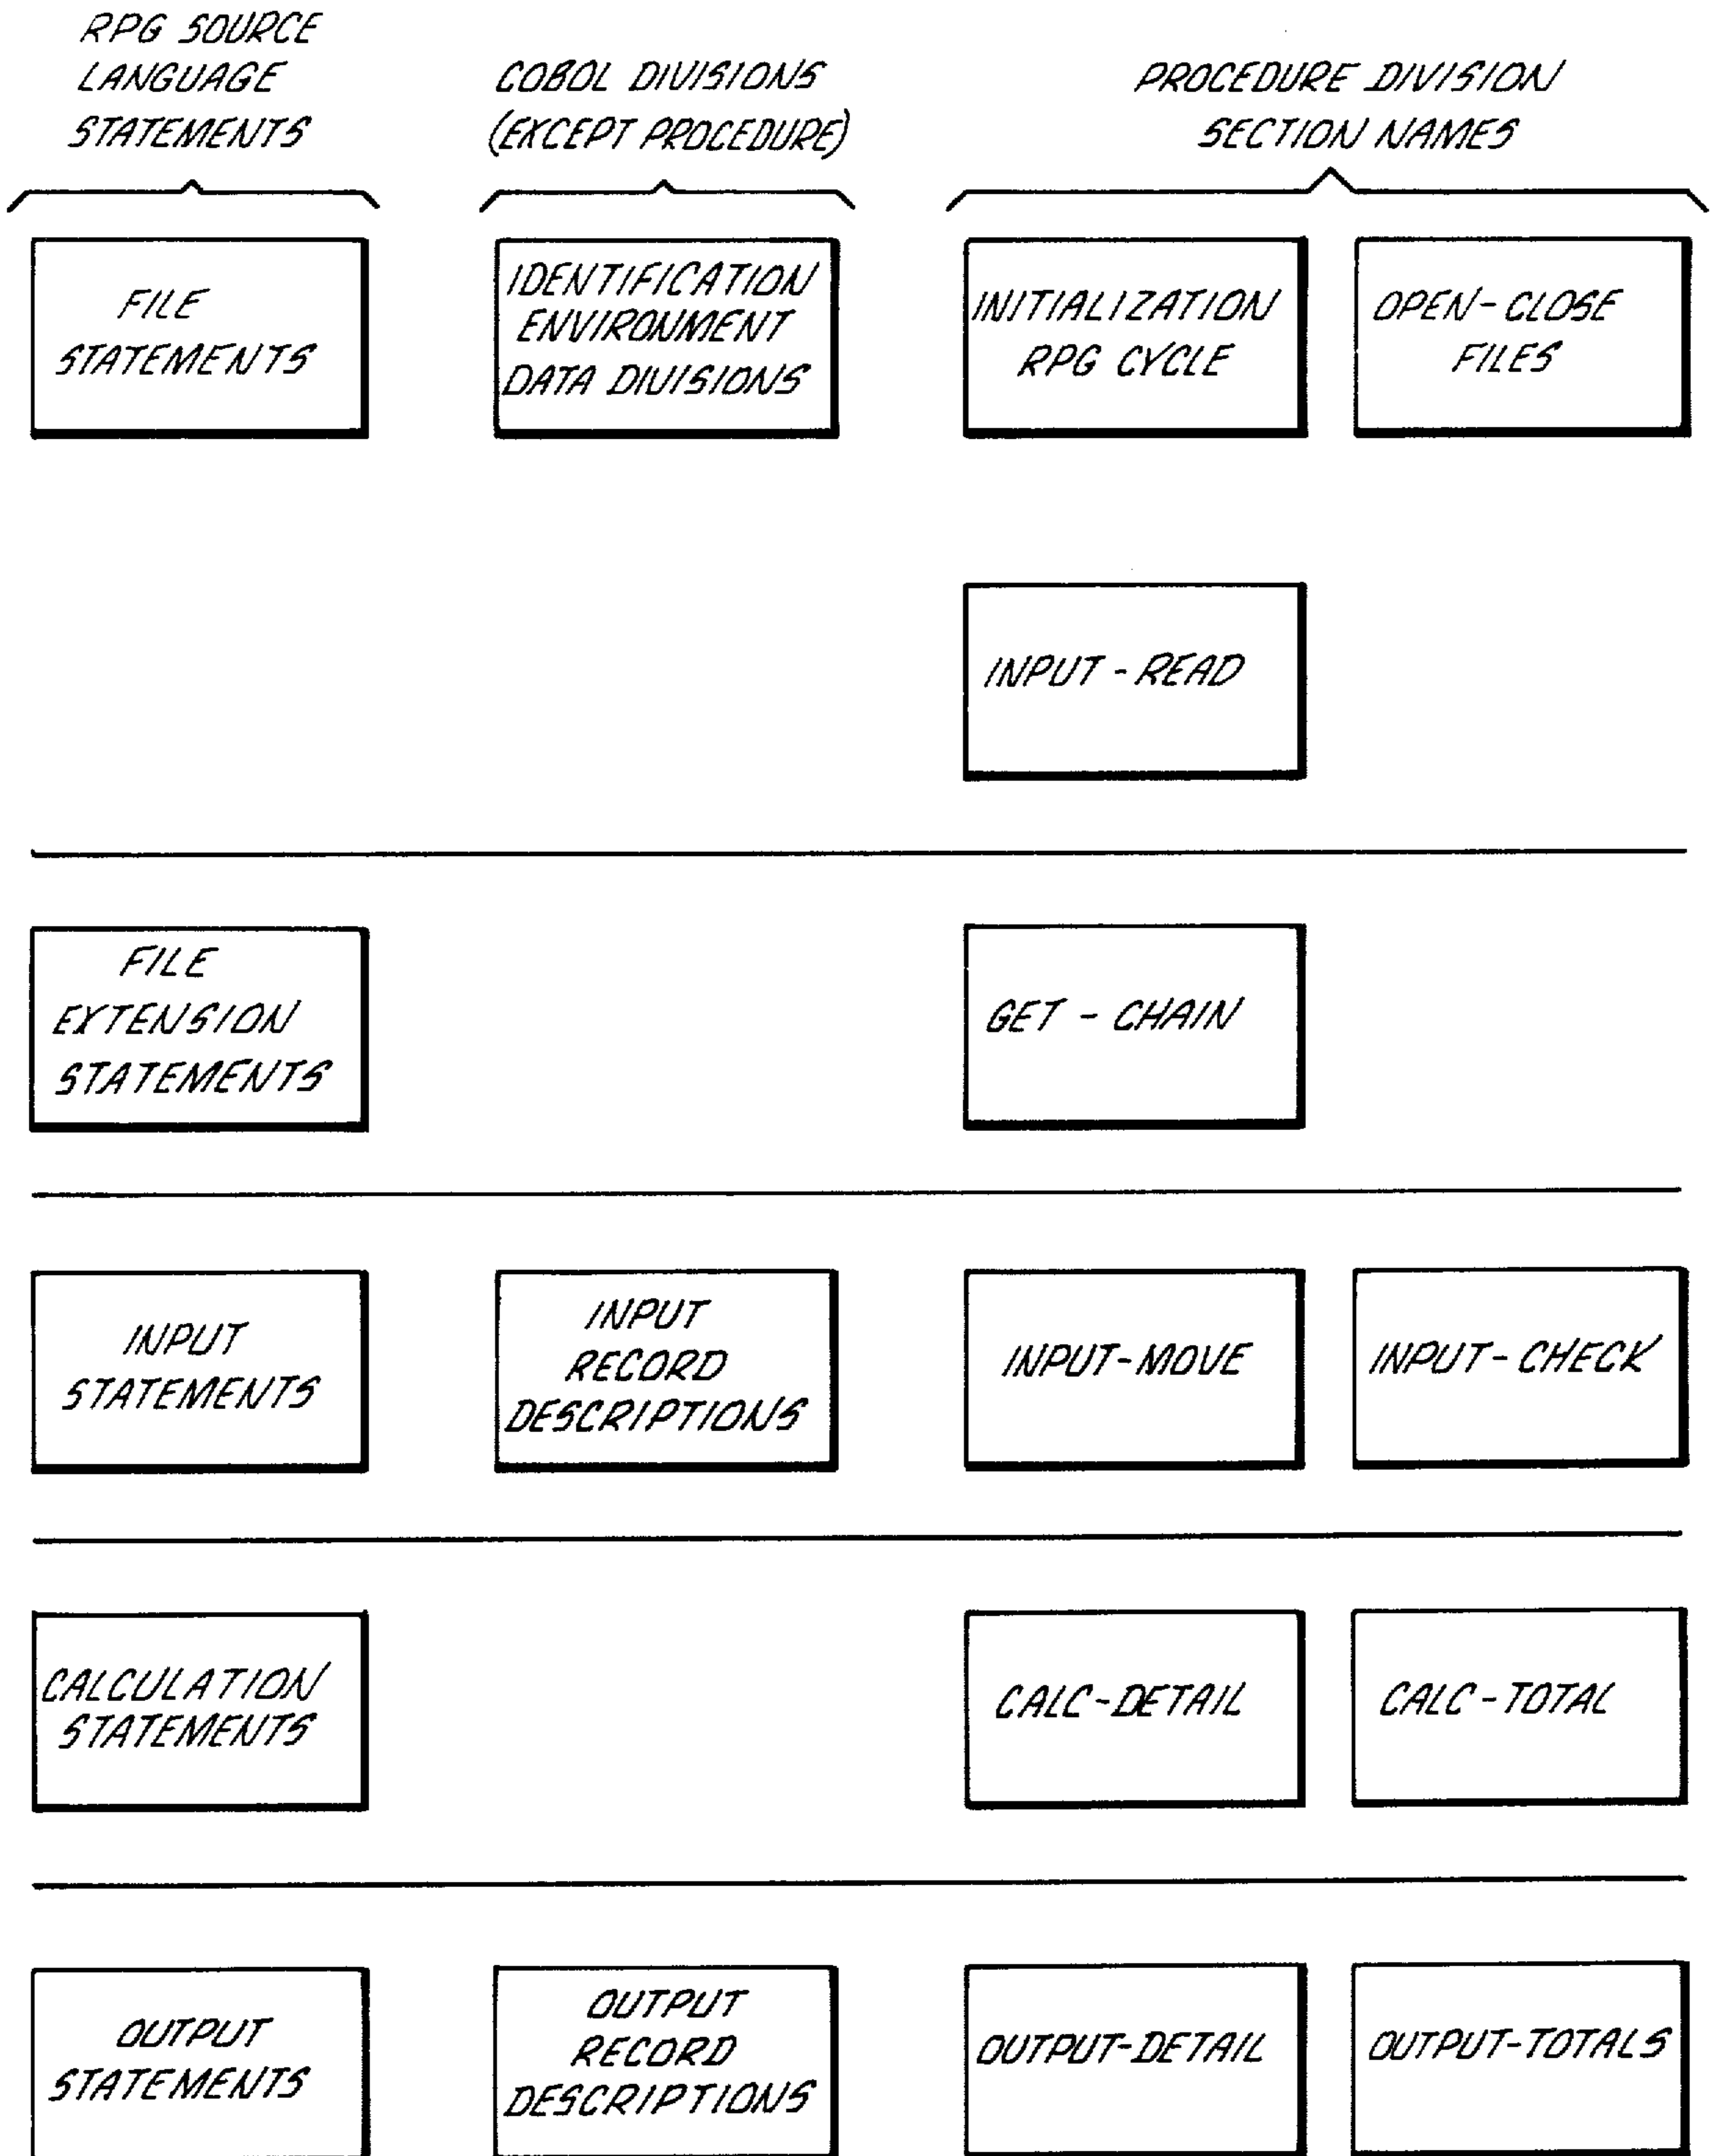 RPG SOURCE
LANGUAGE
STATEMENTS
COBOL DIVISIONS
(EXCEPT PROCEDURE)
PROCEDURE DIVISION
SECTION NAMES
FILE
STATEMENTS
IDENTIFICATION
ENVIRONMENT
DATA DIVISIONS
INITIALIZATION
RPG CYCLE
OPEN-CLOSE
FILES
INPUT - READ
FILE
EXTENSION
STATEMENTS
GET - CHAIN
INPUT
STATEMENTS
INPUT
RECORD
DESCRIPTIONS
INPUT-MOVE
INPUT-CHECK
CALCULATION
STATEMENTS
CALC-DETAIL
CALC-TOTAL
OUTPUT
STATEMENTS
OUTPUT
RECORD
DESCRIPTIONS
OUTPUT-DETAIL
OUTPUT-TOTALS